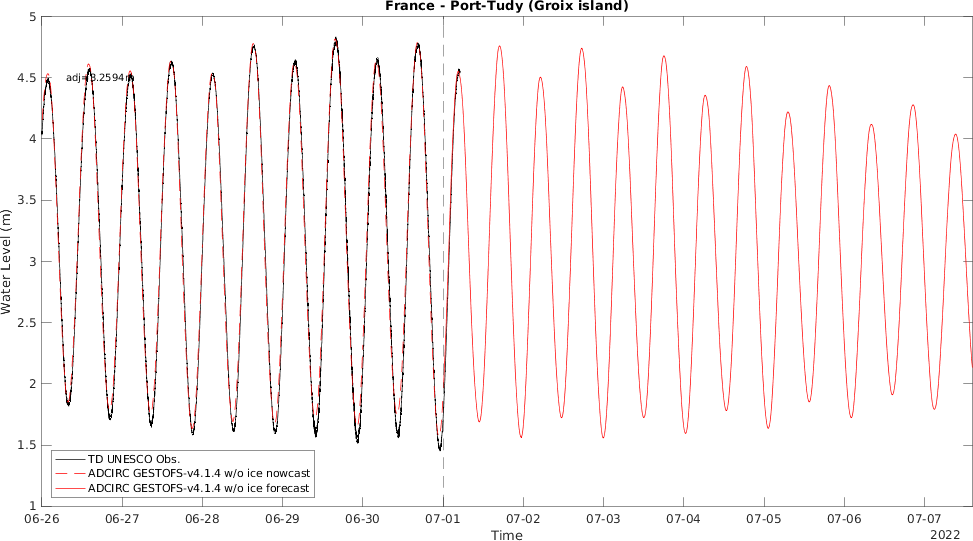 France - Port-Tudy (Groix island)
5
4.5
4
3.5
3
2.5
2
1.5
1
Water Level (m)
adj=3.2594
TD UNESCO Obs.
ADCIRC GESTOFS-v4.1.4 w/o ice nowcast
ADCIRC GESTOFS-v4.1.4 w/o ice forecast
06-26 06-27 06-28 06-29 06-30 07-01 07-02 07-03 07-04 07-05 07-06 07-07
Time
2022